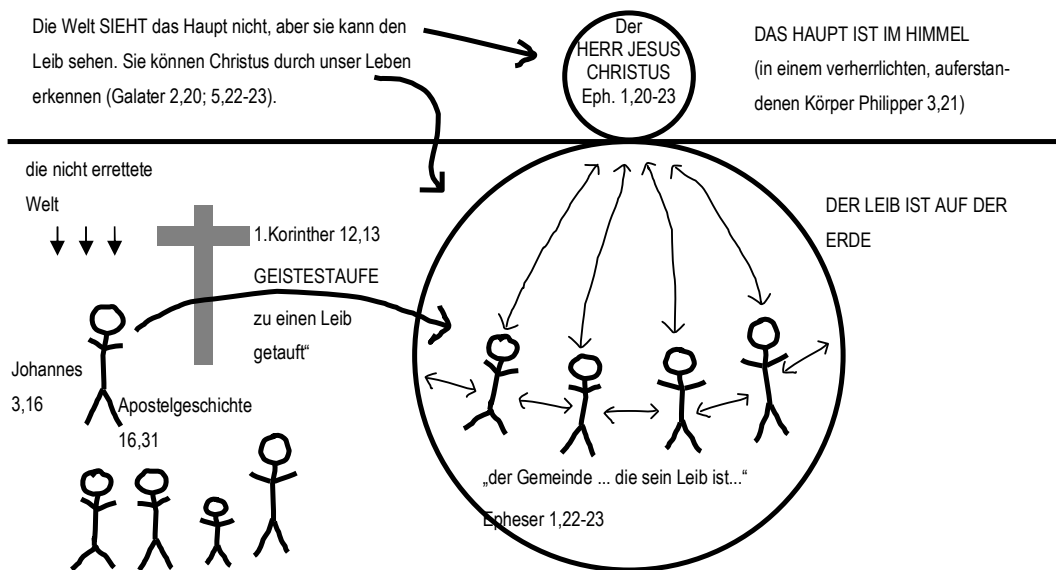 Die Welt SIEHT das Haupt nicht, aber sie kann den
Leib sehen. Sie können Christus durch unser Leben
erkennen (Galater 2,20; 5,22-23).
Der
HERR JESUS
CHRISTUS
Eph. 1,20-23
DAS HAUPT IST IM HIMMEL
(in einem verherrlichten, auferstan-
denen Körper Philipper 3,21)
die nicht errettete
Welt
1.Korinther 12,13
GEISTESTAUFE
zu einen Leib
getauft“
DER LEIB IST AUF DER
ERDE
Johannes
3,16
Apostelgeschichte
16,31
„der Gemeinde ... die sein Leib ist...“
Epheser 1,22-23